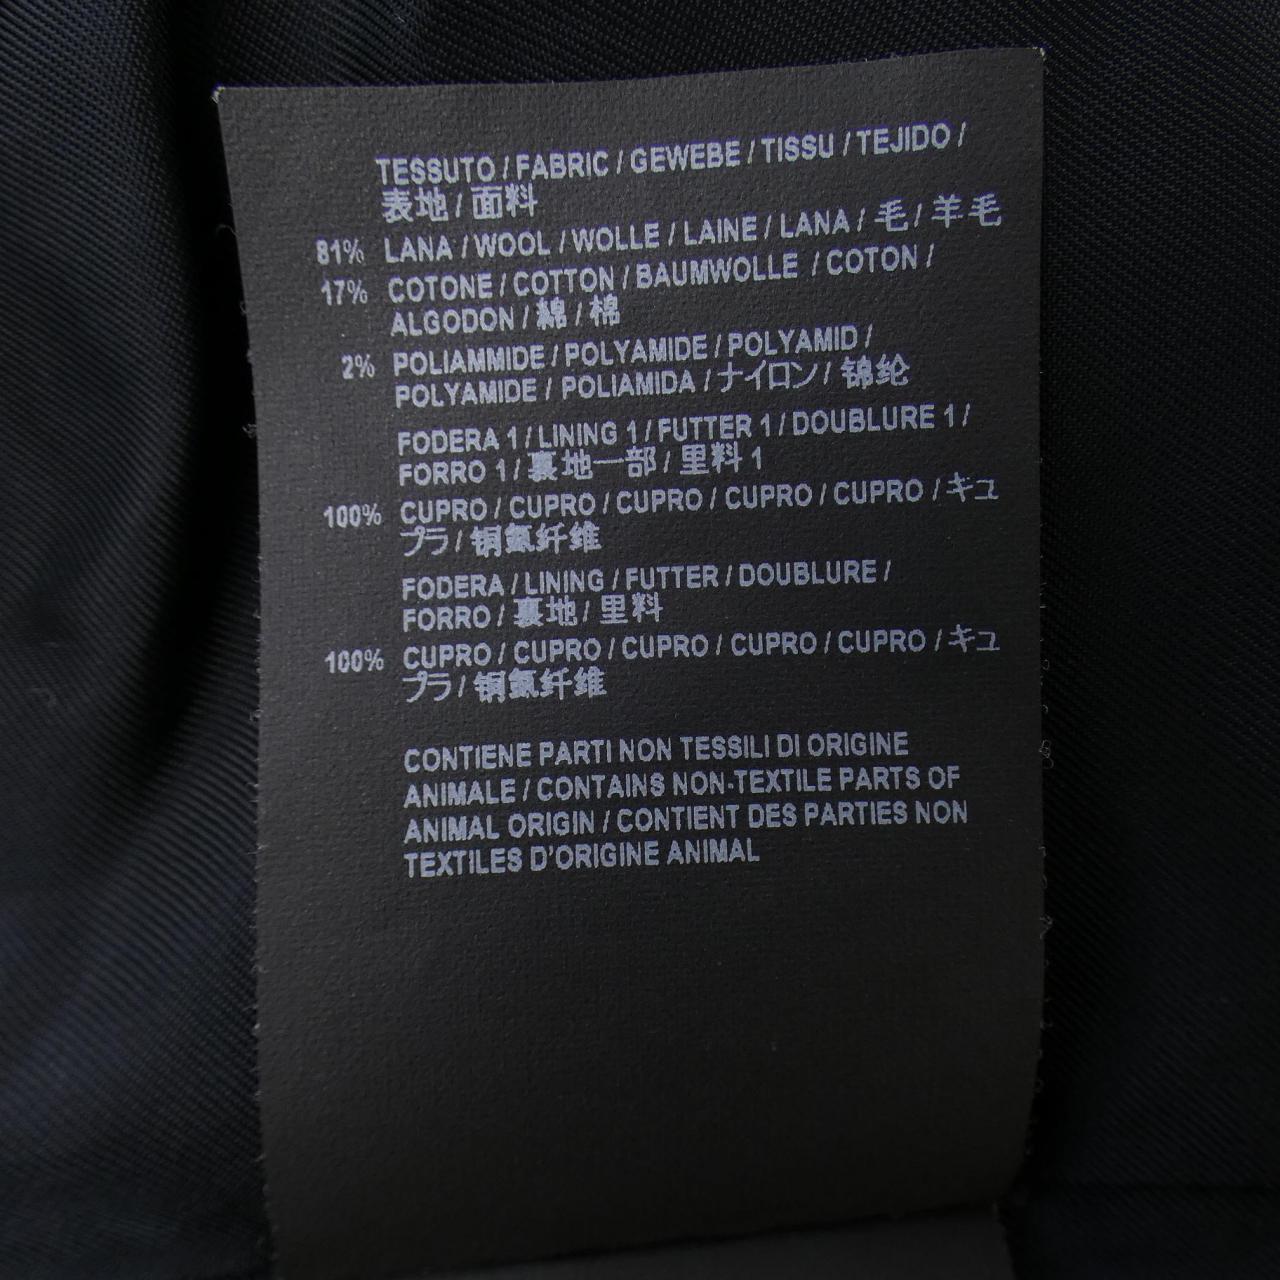 TESSUTO / FABRIC / GEWEBE / TISSU / TEJIDO /
表地 / 面料
81% LANA / WOOL / WOLLE / LAINE / LANA / 毛 / 羊毛
17% COTONE / COTTON / BAUMWOLLE / COTON /
ALGODON / 綿 / 棉
2% POLIAMMIDE / POLYAMIDE / POLYAMID /
POLYAMIDE / POLIAMIDA / ナイロン / 锦纶
FODERA 1 / LINING 1 / FUTTER 1 / DOUBLURE 1 /
FORRO 1 / 裏地一部 / 里料 1
100% CUPRO / CUPRO / CUPRO / CUPRO / CUPRO / キュ
プラ / 铜氨纤维
FODERA / LINING / FUTTER / DOUBLURE /
FORRO / 裏地 / 里料
100% CUPRO / CUPRO / CUPRO / CUPRO / CUPRO / キュ
プラ / 铜氨纤维
CONTIENE PARTI NON TESSILI DI ORIGINE
ANIMALE / CONTAINS NON-TEXTILE PARTS OF
ANIMAL ORIGIN / CONTIENT DES PARTIES NON
TEXTILES D'ORIGINE ANIMAL